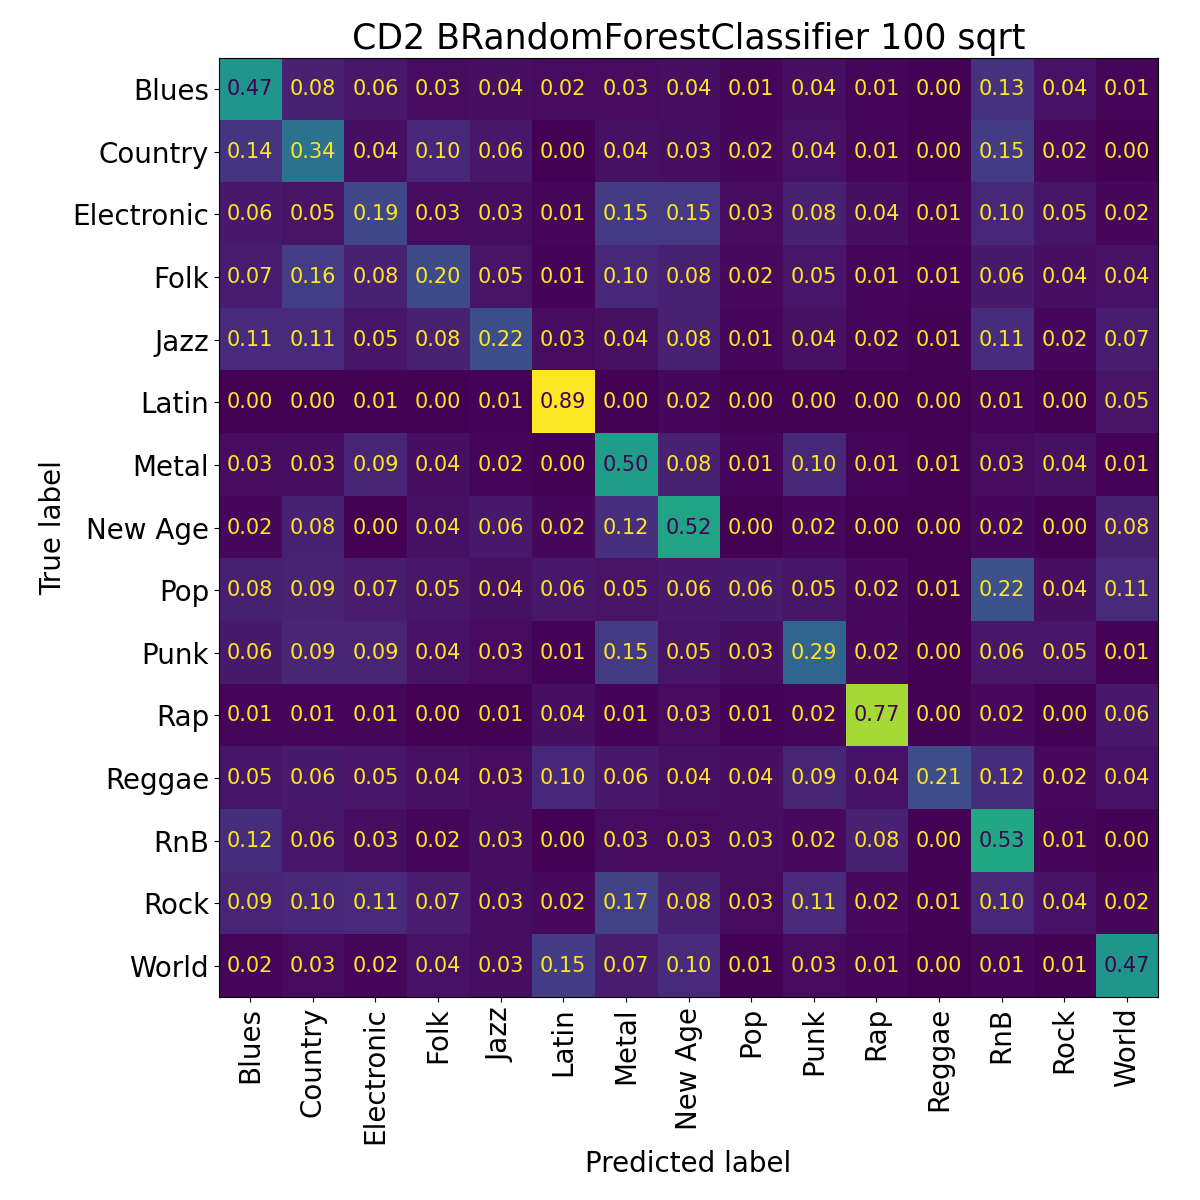 CD2 BRandomForestClassifier 100 sqrt
Blues 0.47 0.08 0.06 0.03 0.04 0.02 0.03 0.04 0.01 0.04 0.01 0.00 0.13 0.04 0.01
Country 0.14 0.34 0.04 0.10 0.06 0.00 0.04 0.03 0.02 0.04 0.01 0.00 0.15 0.02 0.00
Electronic 0.06 0.05 0.19 0.03 0.03 0.01 0.15 0.15 0.03 0.08 0.04 0.01 0.10 0.05 0.02
Folk 0.07 0.16 0.08 0.20 0.05 0.01 0.10 0.08 0.02 0.05 0.01 0.01 0.06 0.04 0.04
Jazz 0.11 0.11 0.05 0.08 0.22 0.03 0.04 0.08 0.01 0.04 0.02 0.01 0.11 0.02 0.07
Latin 0.00 0.00 0.01 0.00 0.01 0.89 0.00 0.02 0.00 0.00 0.00 0.00 0.01 0.00 0.05
Metal 0.03 0.03 0.09 0.04 0.02 0.00 0.50 0.08 0.01 0.10 0.01 0.01 0.03 0.04 0.01
New Age 0.02 0.08 0.00 0.04 0.06 0.02 0.12 0.52 0.00 0.02 0.00 0.00 0.02 0.00 0.08
Pop 0.08 0.09 0.07 0.05 0.04 0.06 0.05 0.06 0.06 0.05 0.02 0.01 0.22 0.04 0.11
Punk 0.06 0.09 0.09 0.04 0.03 0.01 0.15 0.05 0.03 0.29 0.02 0.00 0.06 0.05 0.01
Rap 0.01 0.01 0.01 0.00 0.01 0.04 0.01 0.03 0.01 0.02 0.77 0.00 0.02 0.00 0.06
Reggae 0.05 0.06 0.05 0.04 0.03 0.10 0.06 0.04 0.04 0.09 0.04 0.21 0.12 0.02 0.04
RnB 0.12 0.06 0.03 0.02 0.03 0.00 0.03 0.03 0.03 0.02 0.08 0.00 0.53 0.01 0.00
Rock 0.09 0.10 0.11 0.07 0.03 0.02 0.17 0.08 0.03 0.11 0.02 0.01 0.10 0.04 0.02
World 0.02 0.03 0.02 0.04 0.03 0.15 0.07 0.10 0.01 0.03 0.01 0.00 0.01 0.01 0.47
True label
Blues Country Electronic Folk Jazz Latin Metal New Age Pop Punk Rap Reggae RnB Rock World
Predicted label